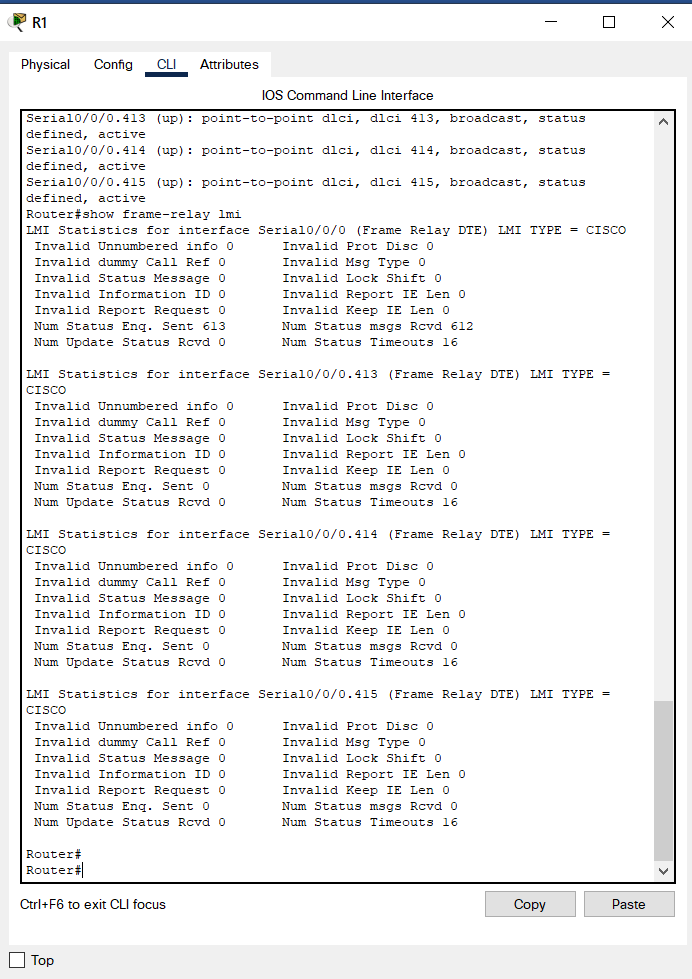 R1
Physical Config CLI Attributes
IOS Command Line Interface
Serial0/0/0.413 (up): point-to-point dlci, dlci 413, broadcast, status
defined, active
Serial0/0/0.414 (up): point-to-point dlci, dlci 414, broadcast, status
defined, active
Serial0/0/0.415 (up): point-to-point dlci, dlci 415, broadcast, status
defined, active
Router#show frame-relay lmi
LMI Statistics for interface Serial0/0/0 (Frame Relay DTE) LMI TYPE = CISCO
Invalid Unnumbered info 0 Invalid Prot Disc 0
Invalid dummy Call Ref 0 Invalid Msg Type 0
Invalid Status Message 0 Invalid Lock Shift 0
Invalid Information ID 0 Invalid Report IE Len 0
Invalid Report Request 0 Invalid Keep IE Len 0
Num Status Enq. Sent 613 Num Status msgs Rcvd 612
Num Update Status Rcvd 0 Num Status Timeouts 16
LMI Statistics for interface Serial0/0/0.413 (Frame Relay DTE) LMI TYPE =
CISCO
Invalid Unnumbered info 0 Invalid Prot Disc 0
Invalid dummy Call Ref 0 Invalid Msg Type 0
Invalid Status Message 0 Invalid Lock Shift 0
Invalid Information ID 0 Invalid Report IE Len 0
Invalid Report Request 0 Invalid Keep IE Len 0
Num Status Enq. Sent 0 Num Status msgs Rcvd 0
Num Update Status Rcvd 0 Num Status Timeouts 16
LMI Statistics for interface Serial0/0/0.414 (Frame Relay DTE) LMI TYPE =
CISCO
Invalid Unnumbered info 0 Invalid Prot Disc 0
Invalid dummy Call Ref 0 Invalid Msg Type 0
Invalid Status Message 0 Invalid Lock Shift 0
Invalid Information ID 0 Invalid Report IE Len 0
Invalid Report Request 0 Invalid Keep IE Len 0
Num Status Enq. Sent 0 Num Status msgs Rcvd 0
Num Update Status Rcvd 0 Num Status Timeouts 16
LMI Statistics for interface Serial0/0/0.415 (Frame Relay DTE) LMI TYPE =
CISCO
Invalid Unnumbered info 0 Invalid Prot Disc 0
Invalid dummy Call Ref 0 Invalid Msg Type 0
Invalid Status Message 0 Invalid Lock Shift 0
Invalid Information ID 0 Invalid Report IE Len 0
Invalid Report Request 0 Invalid Keep IE Len 0
Num Status Enq. Sent 0 Num Status msgs Rcvd 0
Num Update Status Rcvd 0 Num Status Timeouts 16
Router#
Router#
Ctrl+F6 to exit CLI focus Copy Paste
Top